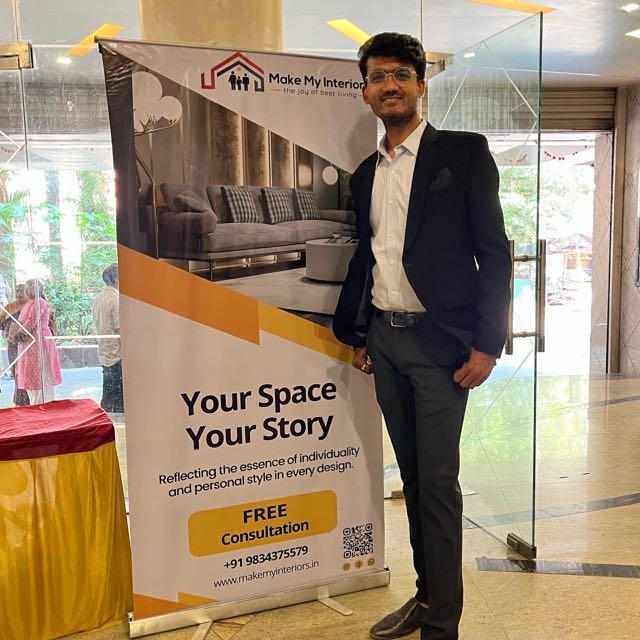 Make My Interior
the joy of best living
Your Space
Your Story
Reflecting the essence of individuality
and personal style in every design.
FREE
Consultation
+91 9834375579
www.makemyinteriors.in